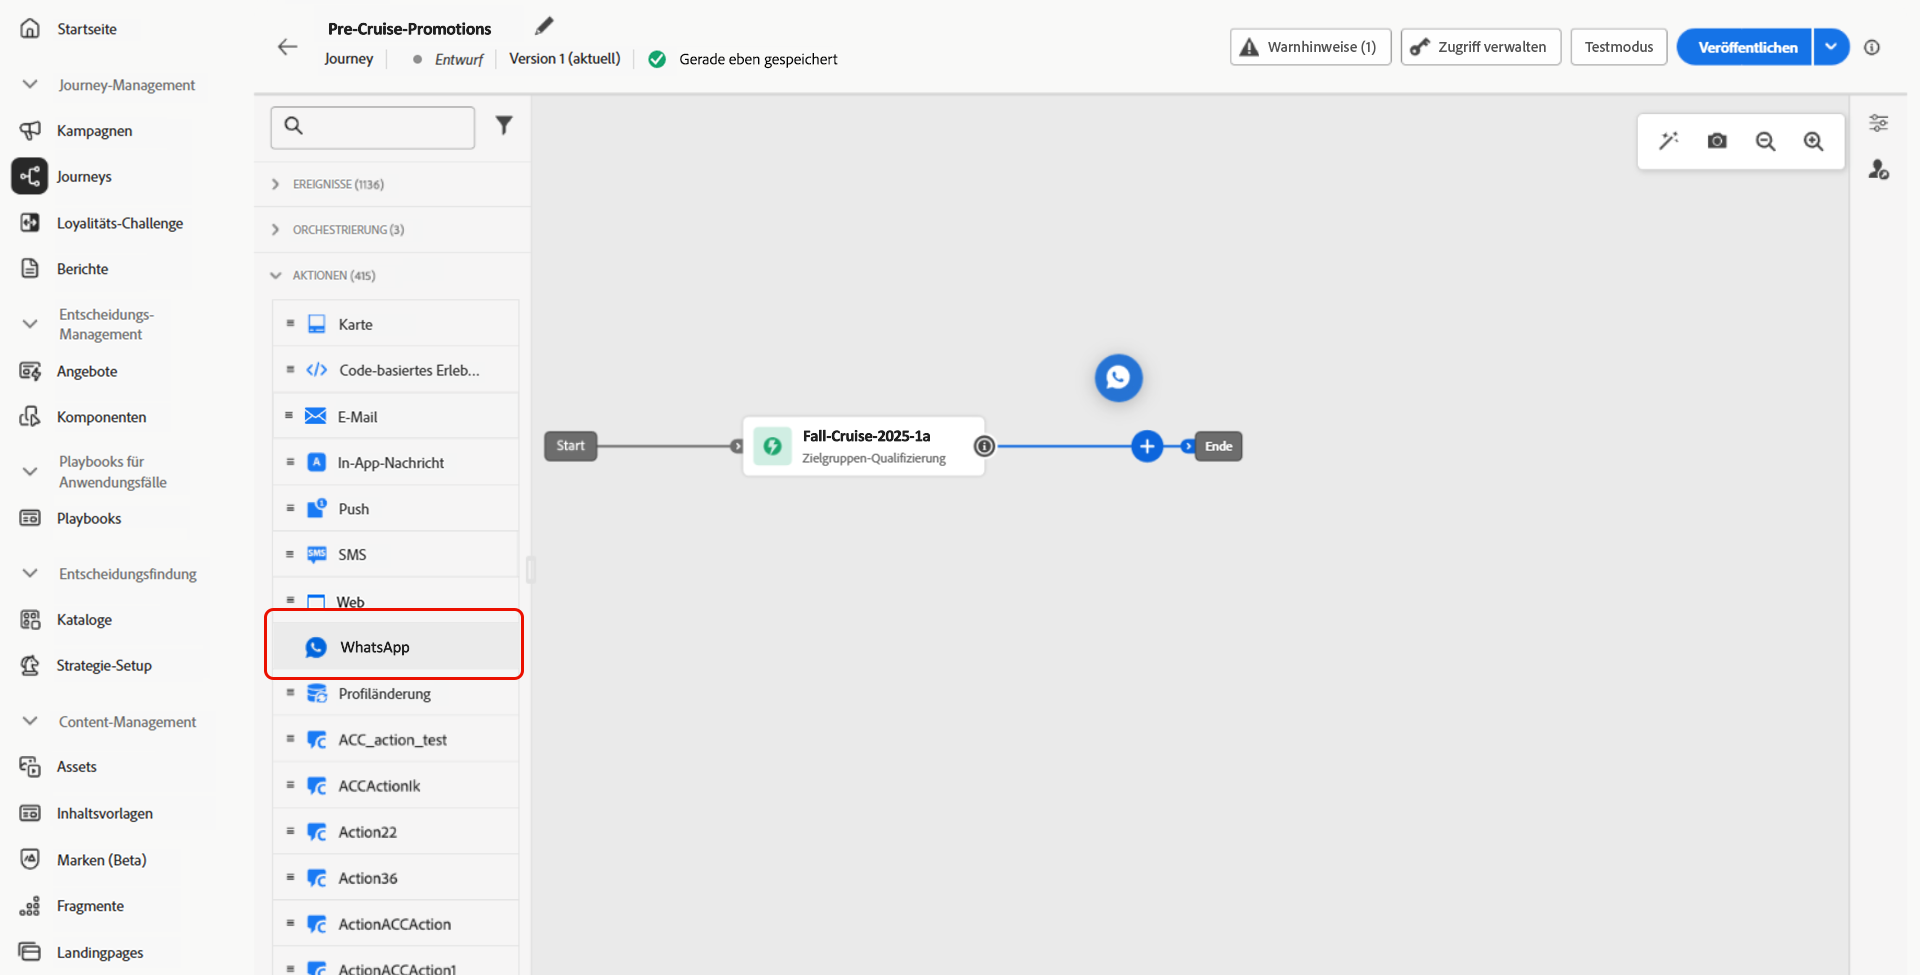 Startseite
Journey-Management
Kampagnen
Journeys
Loyalitäts-Challenge
Berichte
Entscheidungs-
Management
Angebote
Komponenten
Playbooks für
Anwendungsfälle
Playbooks
Entscheidungsfindung
Kataloge
Strategie-Setup
Content-Management
Assets
Inhaltsvorlagen
Marken (Beta)
Fragmente
Landingpages
Pre-Cruise-Promotions
Journey
Entwurf
Version 1 (aktuell)
Gerade eben gespeichert
Warnhinweise (1)
Zugriff verwalten
Testmodus
Veröffentlichen
EREIGNISSE (1136)
ORCHESTRIERUNG (3)
AKTIONEN (415)
Karte
Code-basiertes Erleb...
E-Mail
In-App-Nachricht
Push
SMS
SMS
Web
WhatsApp
Profiländerung
ACC_action_test
ACCActionIk
Action22
Action36
ActionACCAction
ActionACCAction1
Start
Fall-Cruise-2025-1a
Zielgruppen-Qualifizierung
Ende